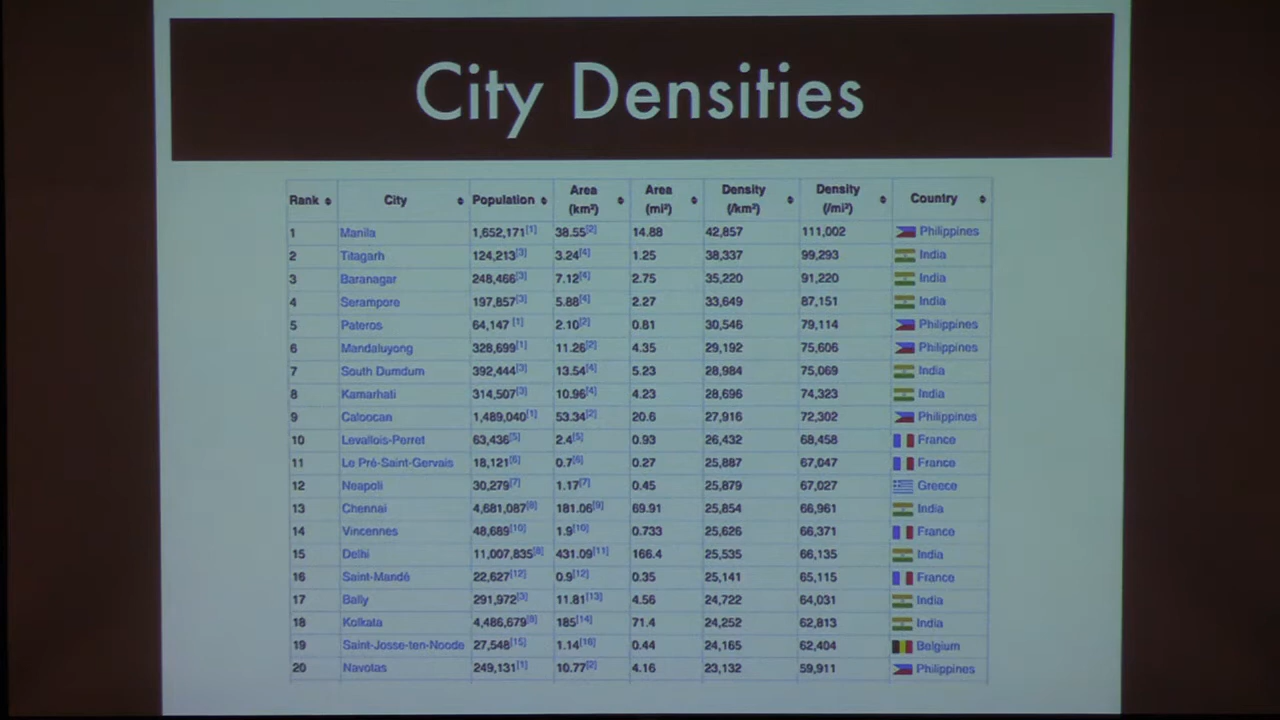 City Densities
Rank City Population Area (km²) Area (mi²) Density (/km²) Density (/mi²) Country
1 Manila 1,652,171[1] 38.55[2] 14.88 42,857 111,002 Philippines
2 Titagarh 124,213[3] 3.24[4] 1.25 38,337 99,293 India
3 Baranagar 248,466[3] 7.12[4] 2.75 35,220 91,220 India
4 Serampore 197,857[3] 5.88[4] 2.27 33,649 87,151 India
5 Pateros 64,147 [1] 2.10[2] 0.81 30,546 79,114 Philippines
6 Mandaluyong 328,699[1] 11.26[2] 4.35 29,192 75,606 Philippines
7 South Dumdum 392,444[3] 13.54[4] 5.23 28,984 75,069 India
8 Kamarhati 314,507[3] 10.96[4] 4.23 28,696 74,323 India
9 Caloocan 1,489,040[1] 53.34[2] 20.6 27,916 72,302 Philippines
10 Levallois-Perret 63,436[5] 2.4[5] 0.93 26,432 68,458 France
11 Le Pré-Saint-Gervais 18,121[6] 0.7[6] 0.27 25,887 67,047 France
12 Neapoli 30,279[7] 1.17[7] 0.45 25,879 67,027 Greece
13 Chennai 4,681,087[8] 181.06[9] 69.91 25,854 66,961 India
14 Vincennes 48,689[10] 1.9[10] 0.733 25,626 66,371 France
15 Delhi 11,007,835[8] 431.09[11] 166.4 25,535 66,135 India
16 Saint-Mandé 22,627[12] 0.9[12] 0.35 25,141 65,115 France
17 Bally 291,972[3] 11.81[13] 4.56 24,722 64,031 India
18 Kolkata 4,486,679[8] 185[14] 71.4 24,252 62,813 India
19 Saint-Josse-ten-Noode 27,548[15] 1.14[16] 0.44 24,165 62,404 Belgium
20 Navotas 249,131[1] 10.77[2] 4.16 23,132 59,911 Philippines